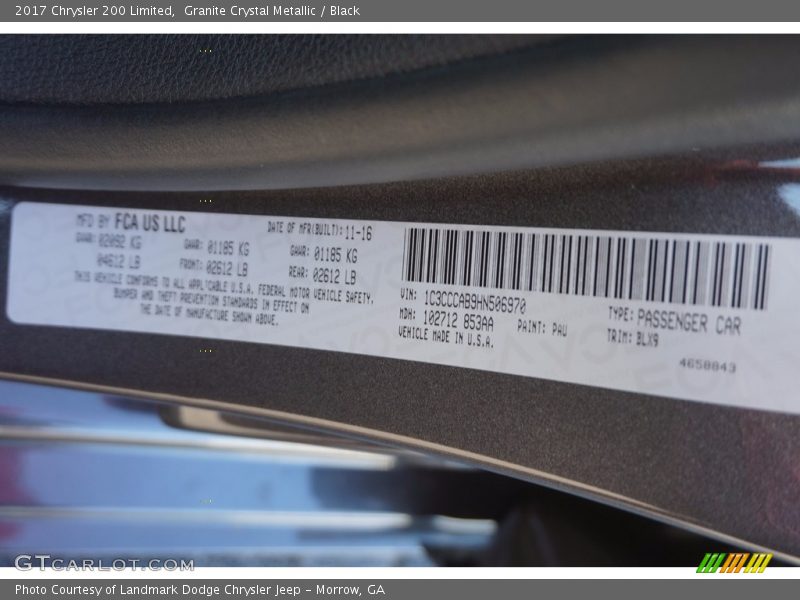 2017 Chrysler 200 Limited,  Granite Crystal Metallic / Black
MFD BY FCA US LLC
DATE OF MFR(BUILT): 11-16
GVWR: 02092 KG
04612 LB
GAWR: 01185 KG
FRONT: 02612 LB
GAWR: 01185 KG
REAR: 02612 LB
THIS VEHICLE CONFORMS TO ALL APPLICABLE U.S.A. FEDERAL MOTOR VEHICLE SAFETY,
BUMPER AND THEFT PREVENTION STANDARDS IN EFFECT ON
THE DATE OF MANUFACTURE SHOWN ABOVE.
VIN: 1C3CCCAB9HN506970
MDH: 102712 853AA
PAINT: PAU
VEHICLE MADE IN U.S.A.
TYPE: PASSENGER CAR
TRIM: BLX9
4658843
GTCARLOT.COM
Photo Courtesy of Landmark Dodge Chrysler Jeep – Morrow, GA